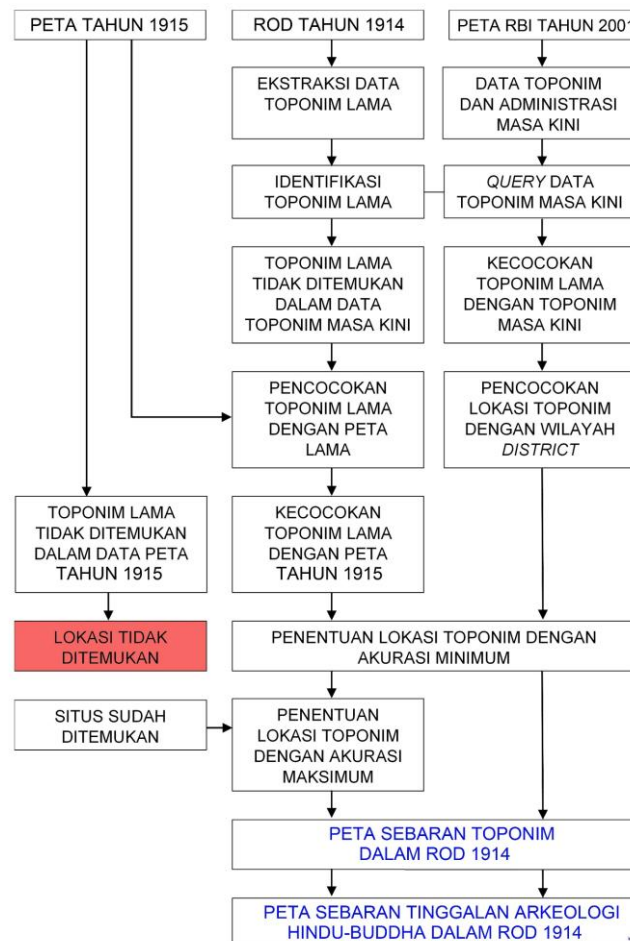 PETA TAHUN 1915
ROD TAHUN 1914
PETA RBI TAHUN 2001
EKSTRAKSI DATA
TOPONIM LAMA
DATA TOPONIM
DAN ADMINISTRASI
MASA KINI
IDENTIFIKASI
TOPONIM LAMA
QUERY DATA
TOPONIM MASA KINI
TOPONIM LAMA
TIDAK DITEMUKAN
DALAM DATA
TOPONIM MASA KINI
KECOCOKAN
TOPONIM LAMA
DENGAN TOPONIM
MASA KINI
PENCOCOKAN
TOPONIM LAMA
DENGAN PETA
LAMA
PENCOCOKAN
LOKASI TOPONIM
DENGAN WILAYAH
DISTRICT
TOPONIM LAMA
TIDAK DITEMUKAN
DALAM DATA PETA
TAHUN 1915
KECOCOKAN
TOPONIM LAMA
DENGAN PETA
TAHUN 1915
LOKASI TIDAK
DITEMUKAN
PENENTUAN LOKASI TOPONIM DENGAN
AKURASI MINIMUM
SITUS SUDAH
DITEMUKAN
PENENTUAN
LOKASI TOPONIM
DENGAN AKURASI
MAKSIMUM
PETA SEBARAN TOPONIM
DALAM ROD 1914
PETA SEBARAN TINGGALAN ARKEOLOGI
HINDU-BUDDHA DALAM ROD 1914